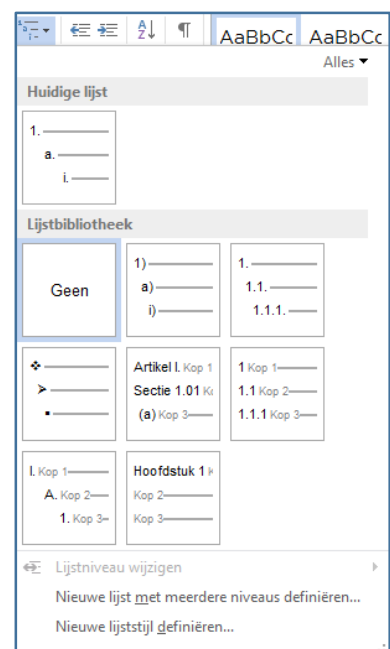 AaBbCc AaBbCc
Alles
Huidige lijst
1.
a.
i.
Lijstbibliotheek
Geen
1)
a)
i)
1.
1.1.
1.1.1.
Artikel I. Kop 1
Sectie 1.01 Ko
(a) Kop 3
1 Kop 1
1.1 Kop 2
1.1.1 Kop 3
I. Kop 1
A. Kop 2
1. Kop 3
Hoofdstuk 1 K
Kop 2
Kop 3
Lijstniveau wijzigen
Nieuwe lijst met meerdere niveaus definiëren...
Nieuwe lijststijl definiëren...